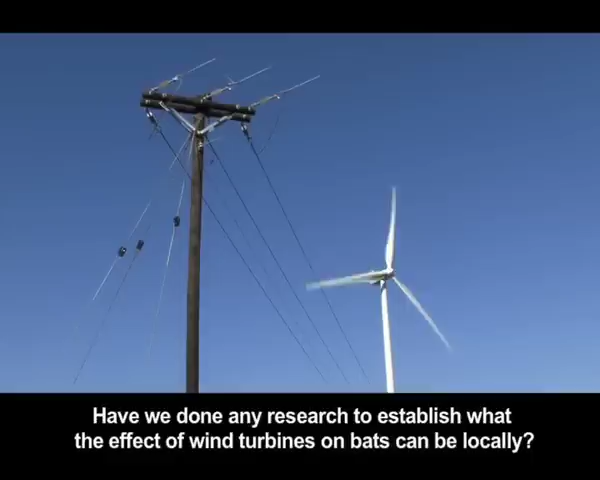 Have we done any research to establish what
the effect of wind turbines on bats can be locally?